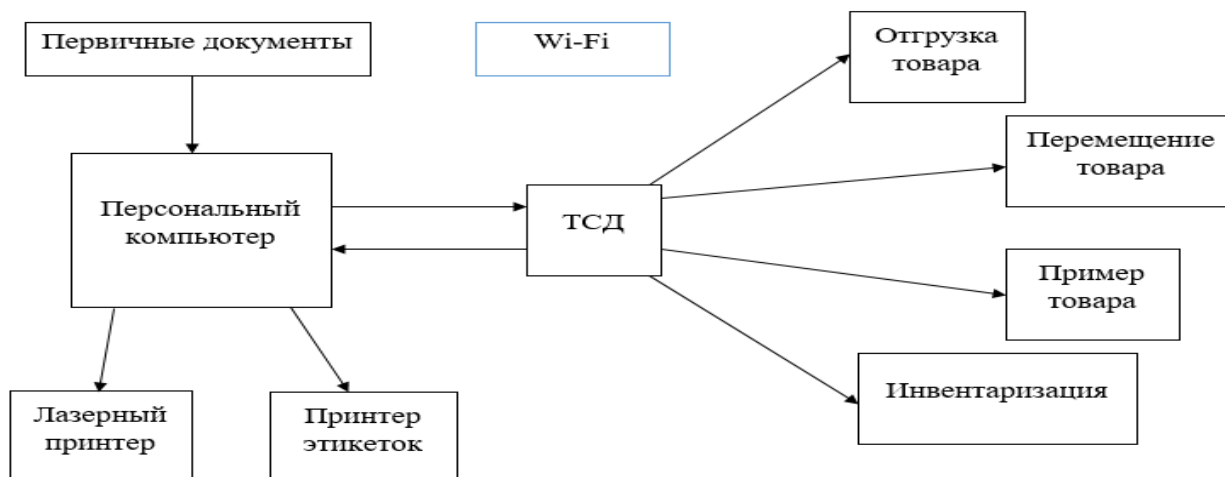 Первичные документы
Wi-Fi
Отгрузка
товара
Перемещение
товара
Персональный
компьютер
ТСД
Пример
товара
Инвентаризация
Лазерный
принтер
Принтер
этикеток